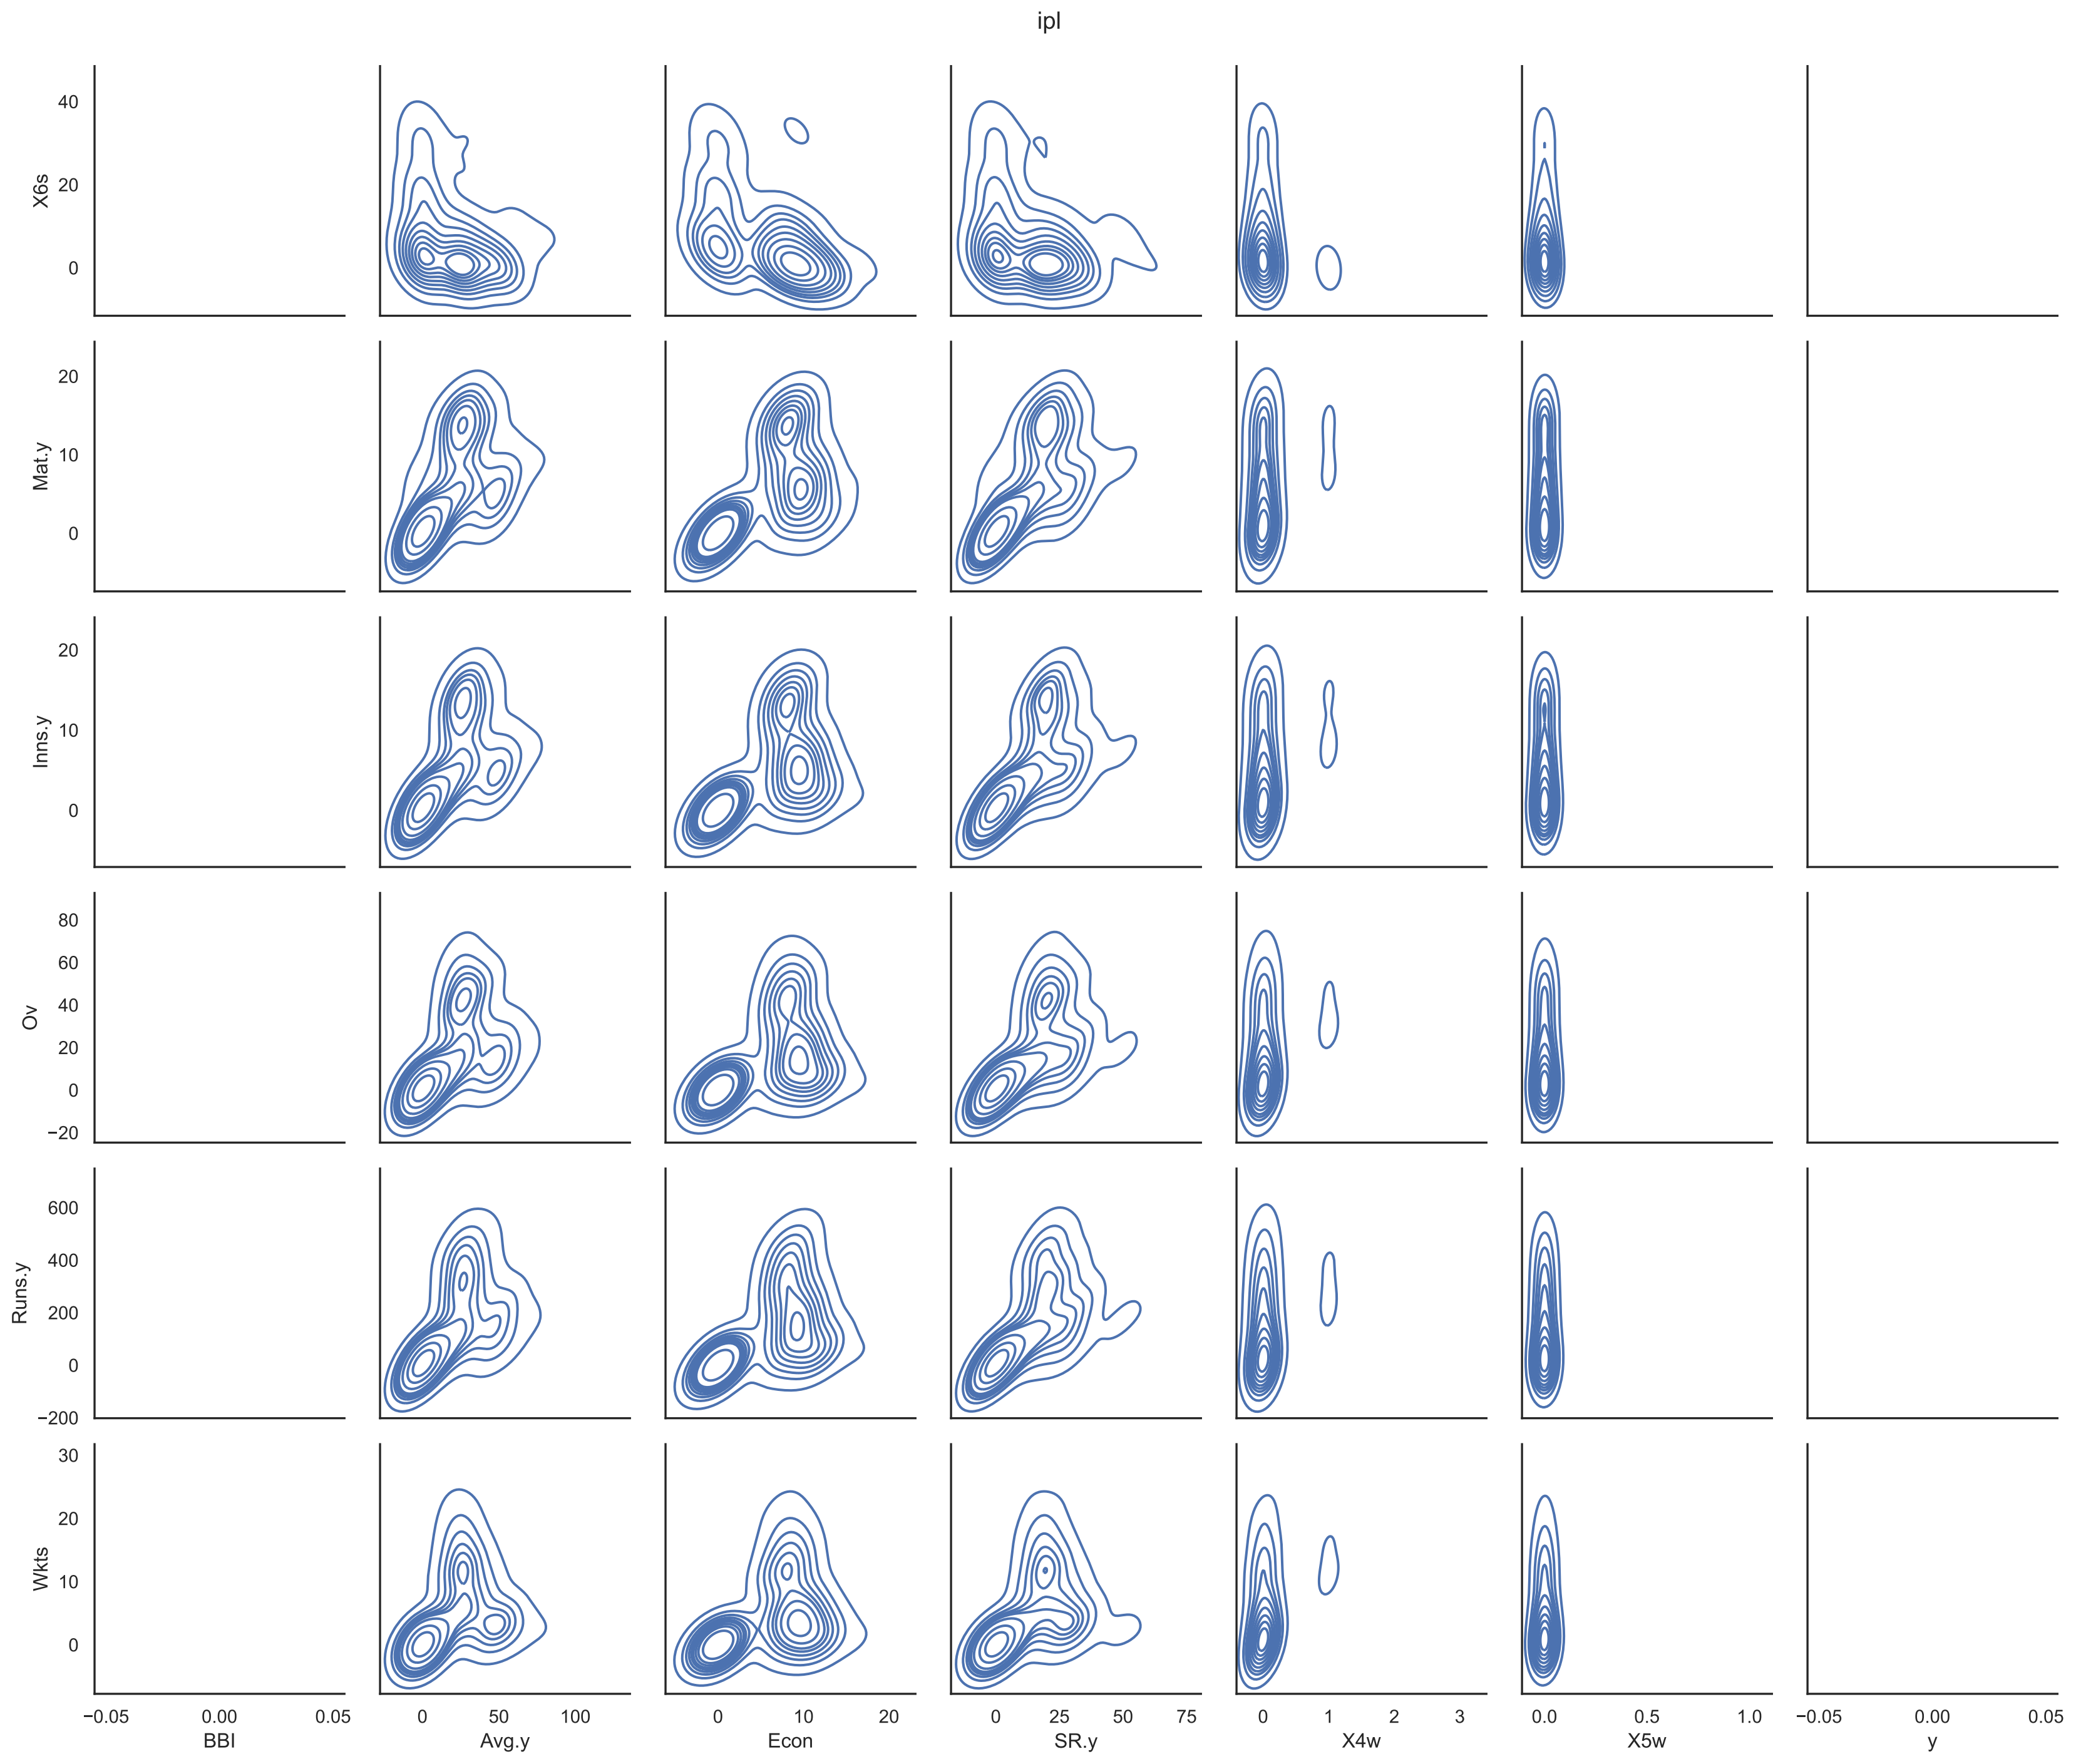 ipl
X6s
40
20
0
Mat.y
20
10
0
Inns.y
20
10
0
Ov
80
60
40
20
0
−20
Runs.y
600
400
200
0
−200
Wkts
30
20
10
0
−0.05 0.00 0.05
BBI
0 50 100
Avg.y
0 10 20
Econ
0 25 50 75
SR.y
0 1 2 3
X4w
0.0 0.5 1.0
X5w
−0.05 0.00 0.05
y